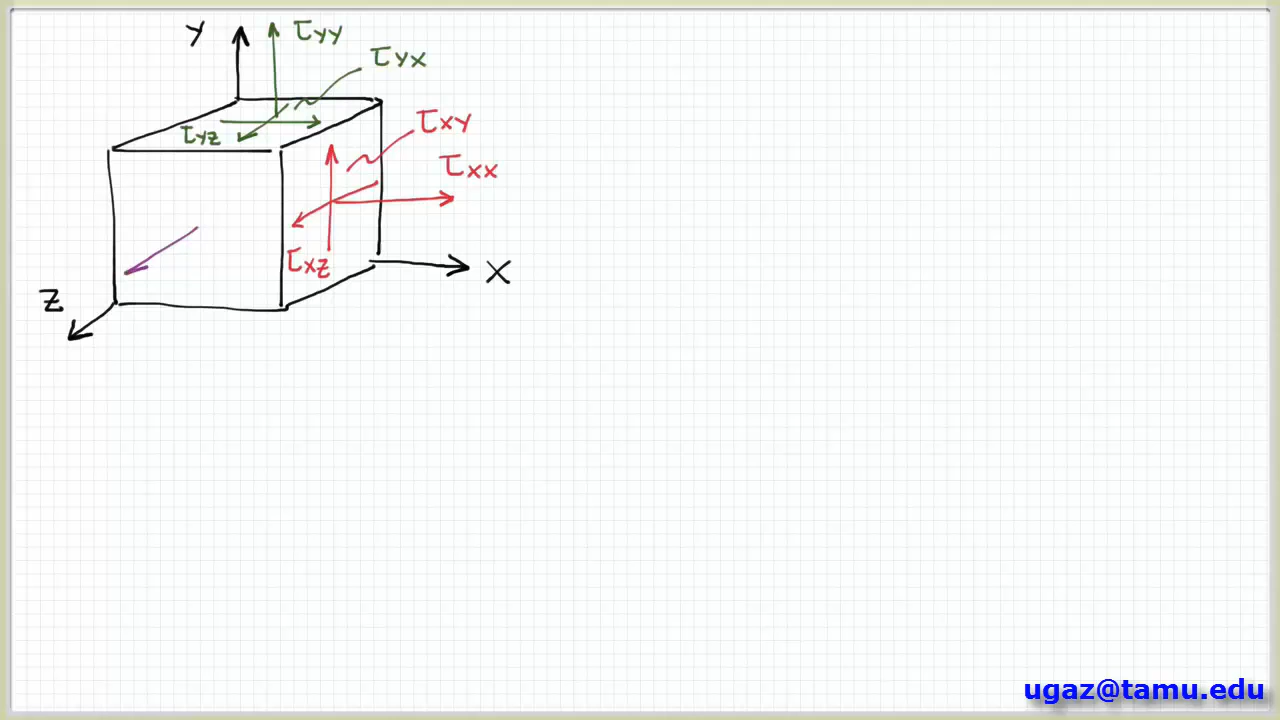 Y
τyy
τyx
τyz
τxy
τxx
τxz
X
Z
ugaz@tamu.edu